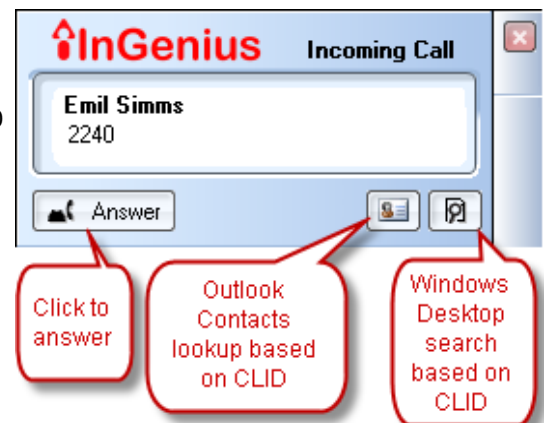 InGenius Incoming Call
Emil Simms
2240
Answer
Click to
answer
Outlook
Contacts
lookup based
on CLID
Windows
Desktop
search
based on
CLID